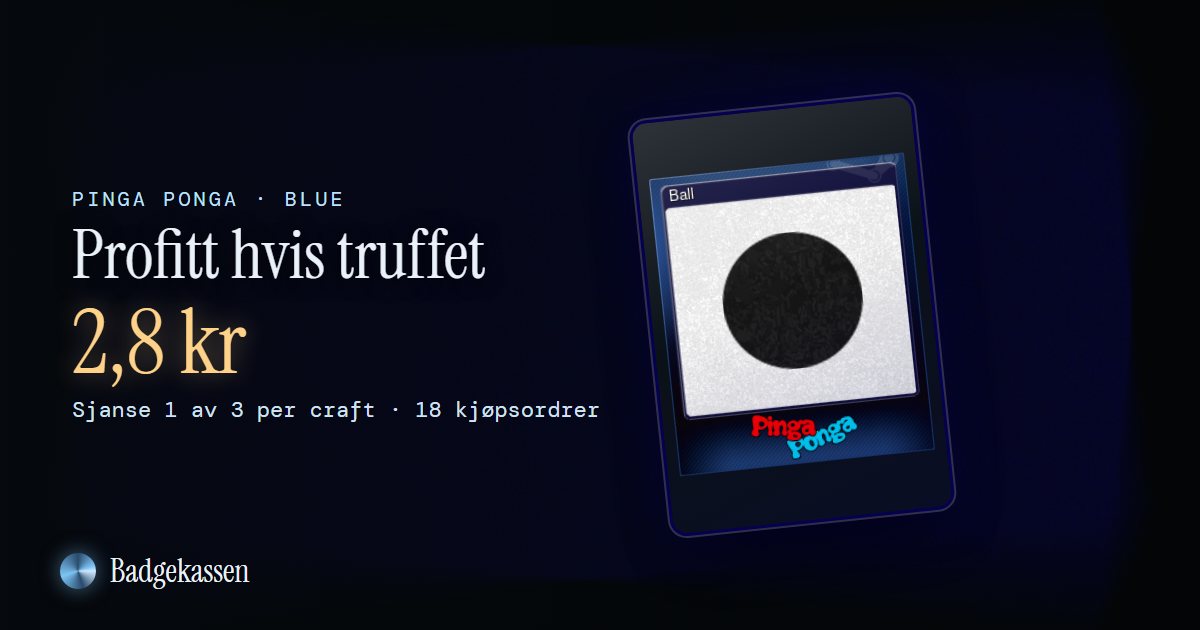 PINGA PONGA · BLUE
Profitt hvis truffet
2,8 kr
Sjanse 1 av 3 per craft · 18 kjøpsordrer
Badgekassen
Ball
Pinga
Ponga